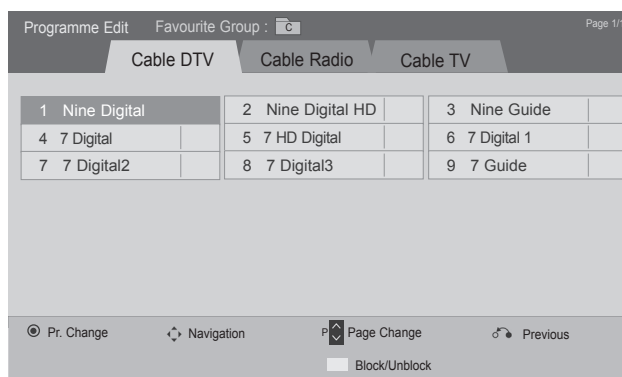 Programme Edit Favourite Group : C Page 1/1
Cable DTV Cable Radio Cable TV
1 Nine Digital 2 Nine Digital HD 3 Nine Guide
4 7 Digital 5 7 HD Digital 6 7 Digital 1
7 7 Digital2 8 7 Digital3 9 7 Guide
Pr. Change Navigation P Page Change Previous
Block/Unblock